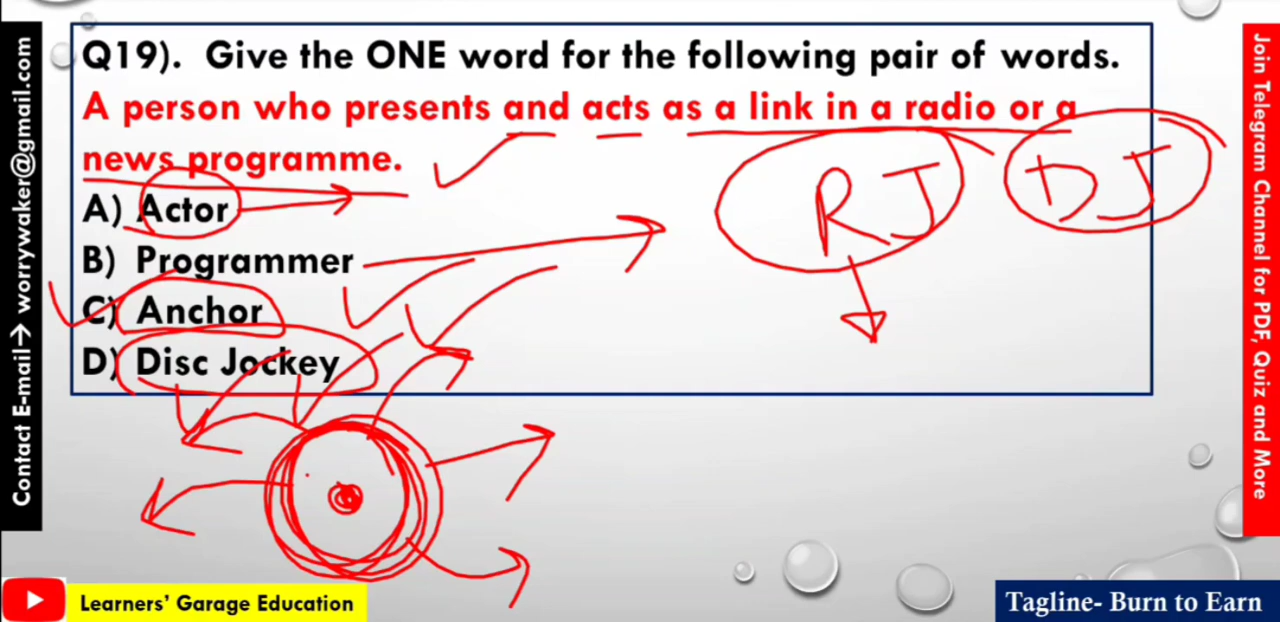 Q19). Give the ONE word for the following pair of words.
A person who presents and acts as a link in a radio or a
news programme.
A) Actor
B) Programmer
C) Anchor
D) Disc Jockey
RJ
DJ
Contact E-mail→ worrywaker@gmail.com
Join Telegram Channel for PDF, Quiz and More
Learners’ Garage Education
Tagline- Burn to Earn